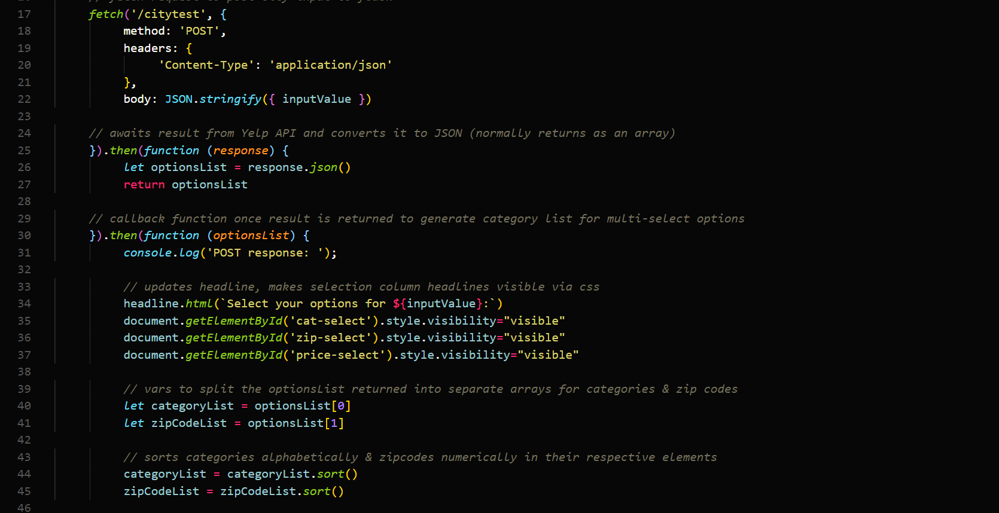 17 fetch('/citytest', {
18 method: 'POST',
19 headers: {
20 'Content-Type': 'application/json'
21 },
22 body: JSON.stringify({ inputValue })
23
24 // awaits result from Yelp API and converts it to JSON (normally returns as an array)
25 }).then(function (response) {
26 let optionsList = response.json()
27 return optionsList
28
29 // callback function once result is returned to generate category list for multi-select options
30 }).then(function (optionsList) {
31 console.log('POST response: ');
32
33 // updates headline, makes selection column headlines visible via css
34 headline.html(`Select your options for ${inputValue}:`)
35 document.getElementById('cat-select').style.visibility="visible"
36 document.getElementById('zip-select').style.visibility="visible"
37 document.getElementById('price-select').style.visibility="visible"
38
39 // vars to split the optionsList returned into separate arrays for categories & zip codes
40 let categoryList = optionsList[0]
41 let zipCodeList = optionsList[1]
42
43 // sorts categories alphabetically & zipcodes numerically in their respective elements
44 categoryList = categoryList.sort()
45 zipCodeList = zipCodeList.sort()
46